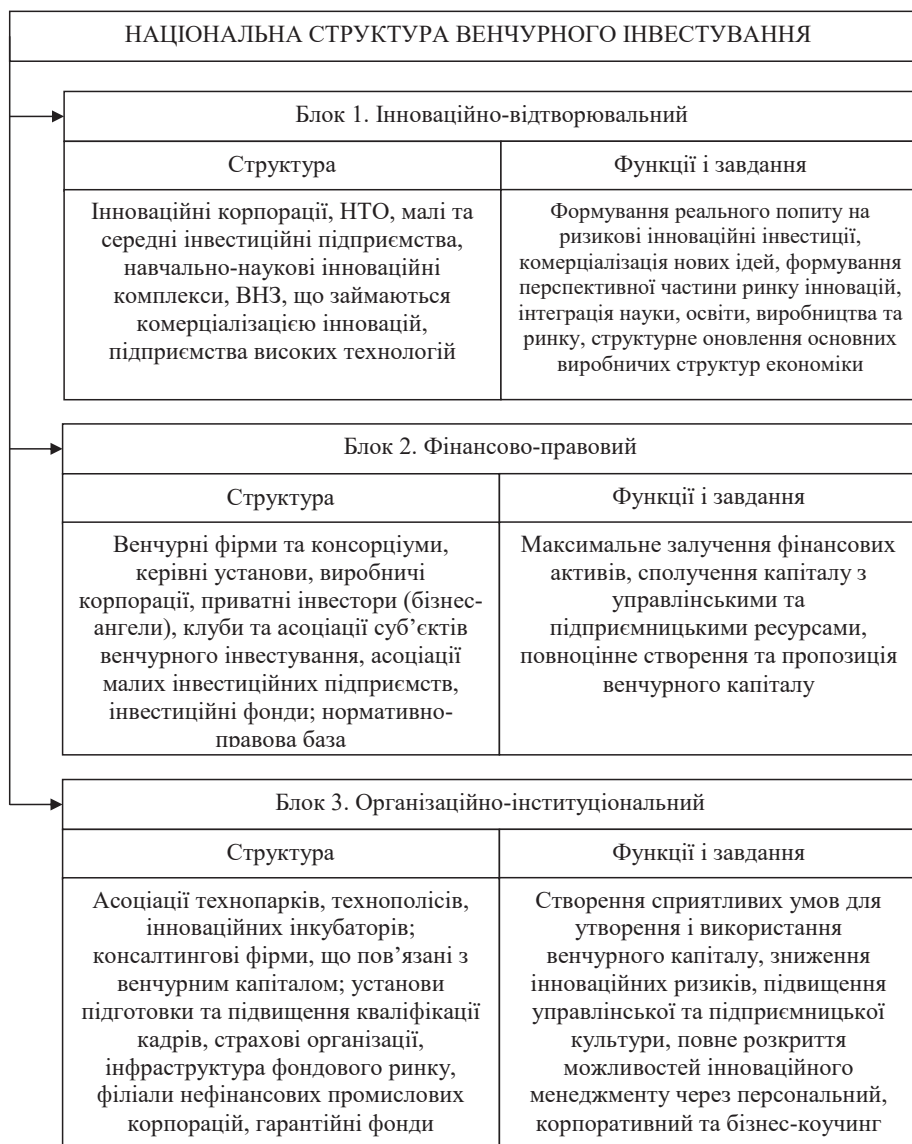 НАЦІОНАЛЬНА СТРУКТУРА ВЕНЧУРНОГО ІНВЕСТУВАННЯ
Блок 1. Інноваційно-відтворювальний
Структура
Інноваційні корпорації, НТО, малі та
середні інвестиційні підприємства,
навчально-наукові інноваційні
комплекси, ВНЗ, що займаються
комерціалізацією інновацій,
підприємства високих технологій
Функції і завдання
Формування реального попиту на
ризикові інноваційні інвестиції,
комерціалізація нових ідей, формування
перспективної частини ринку інновацій,
інтеграція науки, освіти, виробництва та
ринку, структурне оновлення основних
виробничих структур економіки
Блок 2. Фінансово-правовий
Структура
Венчурні фірми та консорціуми,
керівні установи, виробничі
корпорації, приватні інвестори (бізнес-
ангели), клуби та асоціації суб’єктів
венчурного інвестування, асоціації
малих інвестиційних підприємств,
інвестиційні фонди; нормативно-
правова база
Функції і завдання
Максимальне залучення фінансових
активів, сполучення капіталу з
управлінськими та
підприємницькими ресурсами,
повноцінне створення та пропозиція
венчурного капіталу
Блок 3. Організаційно-інституціональний
Структура
Асоціації технопарків, технополісів,
інноваційних інкубаторів;
консалтингові фірми, що пов’язані з
венчурним капіталом; установи
підготовки та підвищення кваліфікації
кадрів, страхові організації,
інфраструктура фондового ринку,
філіали нефінансових промислових
корпорацій, гарантійні фонди
Функції і завдання
Створення сприятливих умов для
утворення і використання
венчурного капіталу, зниження
інноваційних ризиків, підвищення
управлінської та підприємницької
культури, повне розкриття
можливостей інноваційного
менеджменту через персональний,
корпоративний та бізнес-коучинг